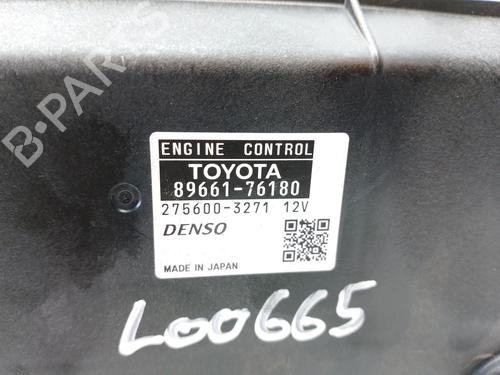 B-PARTS
ENGINE CONTROL
TOYOTA
89661-76180
275600-3271 12V
DENSO
MADE IN JAPAN
L00665